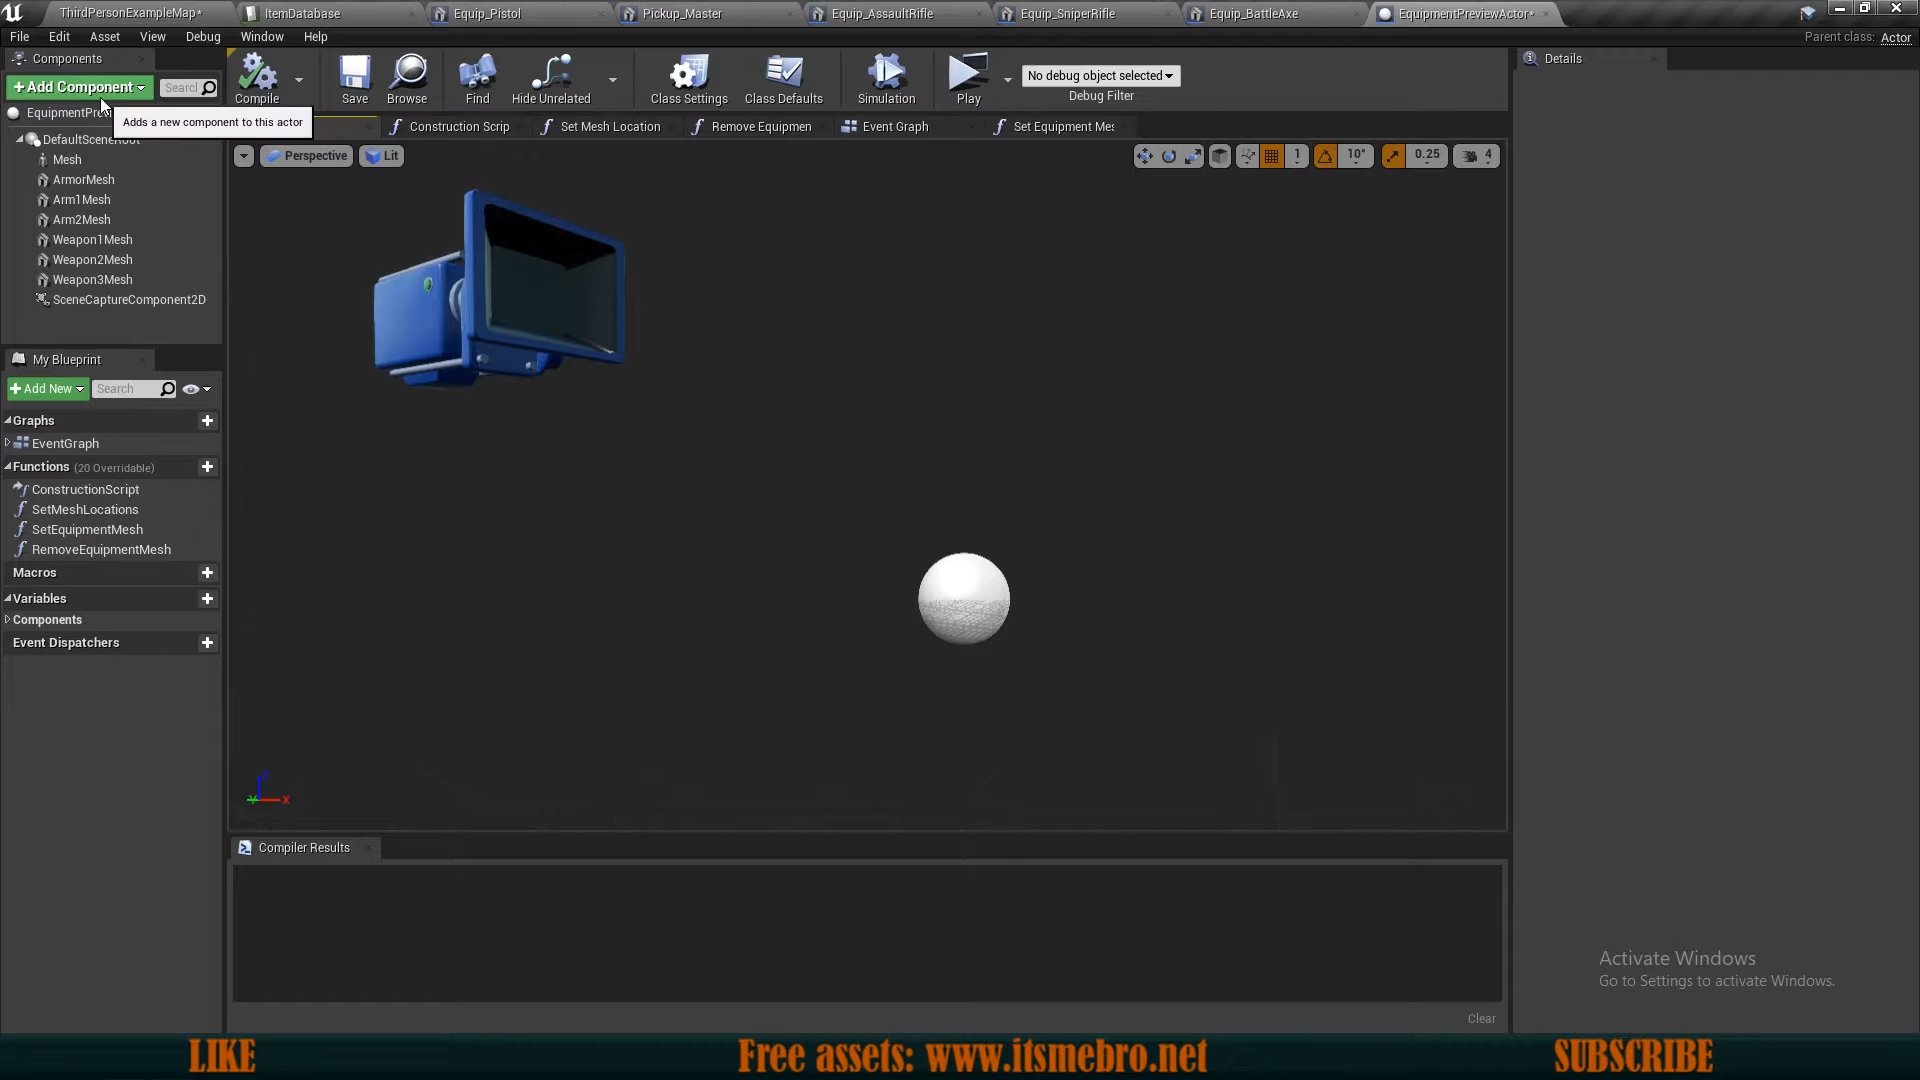 ThirdPersonExampleMap*
ItemDatabase
Equip_Pistol
Pickup_Master
Equip_AssaultRifle
Equip_SniperRifle
Equip_BattleAxe
EquipmentPreviewActor*
File Edit Asset View Debug Window Help
Parent class: Actor
Components
+Add Component
Search
EquipmentPre
Adds a new component to this actor
DefaultSceneRoot
Mesh
ArmorMesh
Arm1Mesh
Arm2Mesh
Weapon1Mesh
Weapon2Mesh
Weapon3Mesh
SceneCaptureComponent2D
Compile
Save
Browse
Find
Hide Unrelated
Class Settings
Class Defaults
Simulation
Play
No debug object selected
Debug Filter
Construction Scrip
Set Mesh Location
Remove Equipmen
Event Graph
Set Equipment Mes
Perspective
Lit
1
10°
0.25
4
Z
Y
X
My Blueprint
+Add New
Search
Graphs
EventGraph
Functions (20 Overridable)
ConstructionScript
SetMeshLocations
SetEquipmentMesh
RemoveEquipmentMesh
Macros
Variables
Components
Event Dispatchers
Compiler Results
Clear
Details
Activate Windows
Go to Settings to activate Windows.
LIKE
Free assets: www.itsmebro.net
SUBSCRIBE